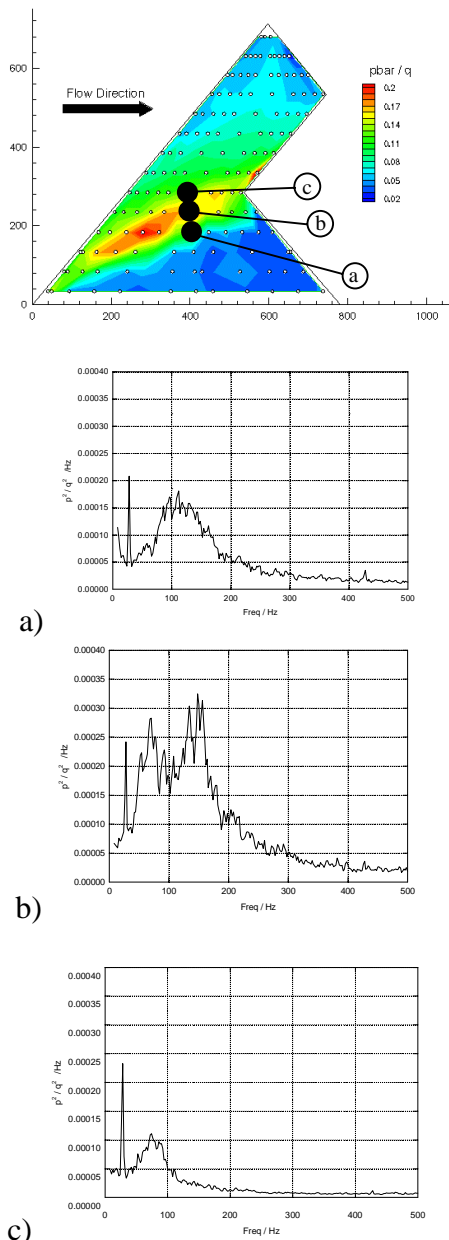 600
Flow Direction
pbar / q
0.2
0.17
0.14
0.11
0.08
0.05
0.02
400
200
0
c
b
a
0 200 400 600 800 1000
0.00040
0.00035
0.00030
0.00025
0.00020
0.00015
0.00010
0.00005
0.00000
p² / q² /Hz
0 100 200 300 400 500
Freq / Hz
a)
0.00040
0.00035
0.00030
0.00025
0.00020
0.00015
0.00010
0.00005
0.00000
p² / q² /Hz
0 100 200 300 400 500
Freq / Hz
b)
0.00040
0.00035
0.00030
0.00025
0.00020
0.00015
0.00010
0.00005
0.00000
p² / q² /Hz
0 100 200 300 400 500
Freq / Hz
c)